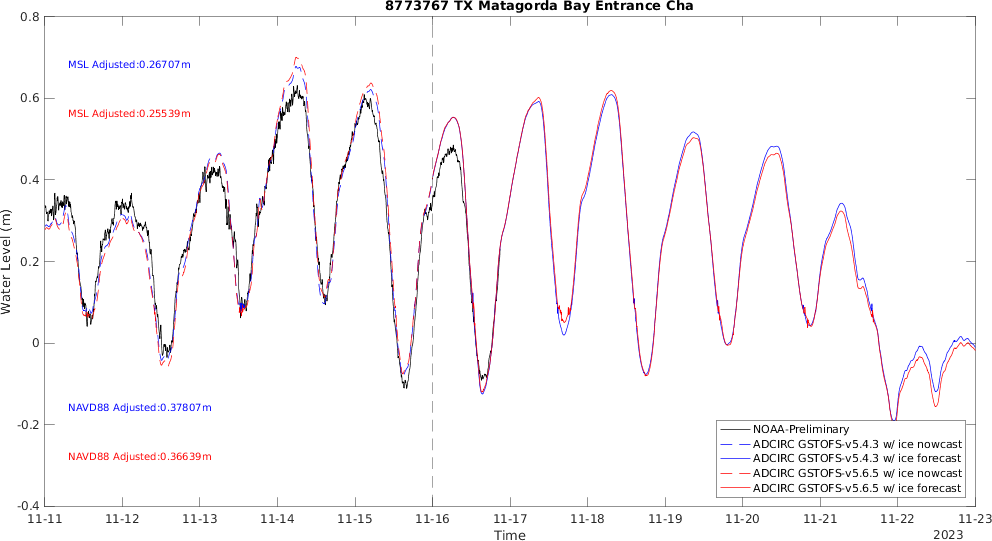 8773767 TX Matagorda Bay Entrance Cha
0.8
0.6
0.4
0.2
0
-0.2
-0.4
Water Level (m)
MSL Adjusted:0.26707m
MSL Adjusted:0.25539m
NAVD88 Adjusted:0.37807m
NAVD88 Adjusted:0.36639m
NOAA-Preliminary
ADCIRC GSTOFS-v5.4.3 w/ ice nowcast
ADCIRC GSTOFS-v5.4.3 w/ ice forecast
ADCIRC GSTOFS-v5.6.5 w/ ice nowcast
ADCIRC GSTOFS-v5.6.5 w/ ice forecast
11-11 11-12 11-13 11-14 11-15 11-16 11-17 11-18 11-19 11-20 11-21 11-22 11-23
Time
2023